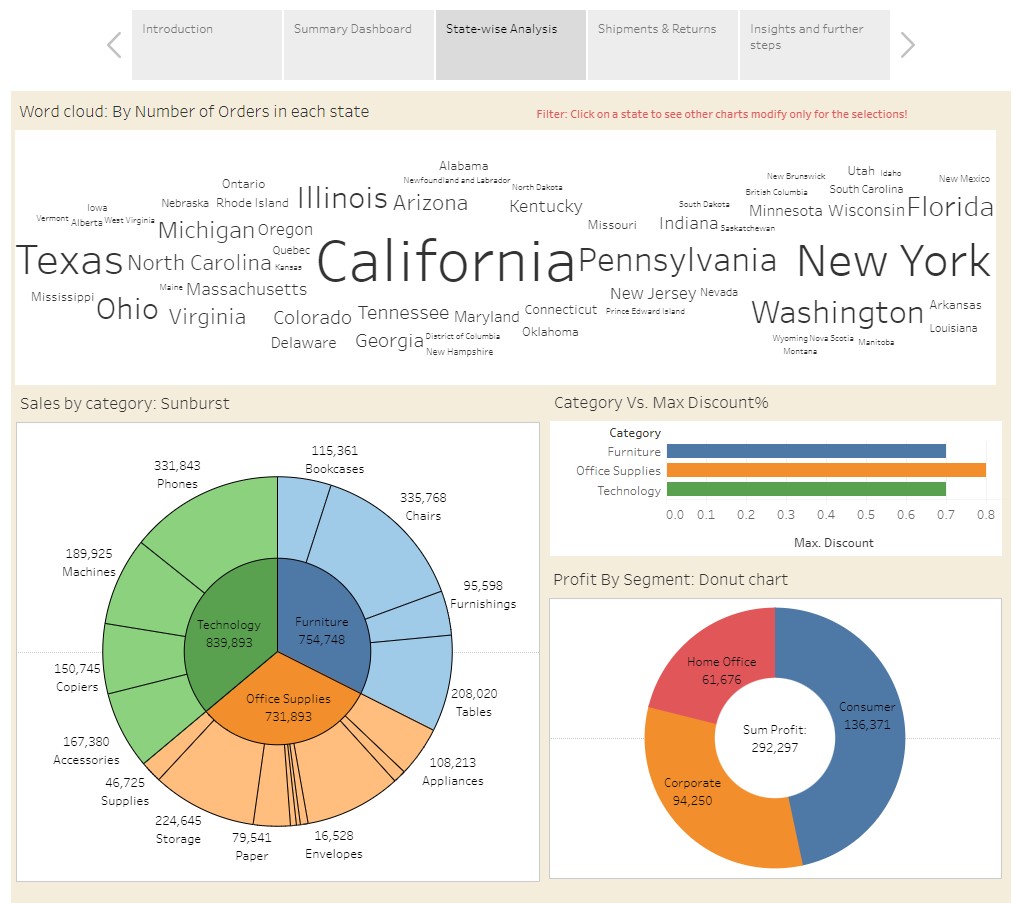 Introduction
Summary Dashboard
State-wise Analysis
Shipments & Returns
Insights and further
steps
Word cloud: By Number of Orders in each state
Filter: Click on a state to see other charts modify only for the selections!
Alabama
Newfoundland and Labrador
North Dakota
Ontario
Illinois
Arizona
Kentucky
Nebraska
Rhode Island
Iowa
Vermont
Alberta
West Virginia
Michigan
Oregon
Missouri
New Brunswick
Utah
Idaho
New Mexico
British Columbia
South Carolina
South Dakota
Minnesota
Wisconsin
Florida
Indiana
Saskatchewan
Texas
North Carolina
Quebec
Kansas
California
Pennsylvania
New York
Mississippi
Maine
Massachusetts
New Jersey
Nevada
Ohio
Virginia
Colorado
Tennessee
Maryland
Connecticut
Prince Edward Island
Washington
Arkansas
Delaware
Georgia
District of Columbia
New Hampshire
Oklahoma
Louisiana
Wyoming
Nova Scotia
Manitoba
Montana
Sales by category: Sunburst
115,361
Bookcases
331,843
Phones
335,768
Chairs
189,925
Machines
95,598
Furnishings
Technology
839,893
Furniture
754,748
150,745
Copiers
Office Supplies
731,893
208,020
Tables
167,380
Accessories
108,213
Appliances
46,725
Supplies
224,645
Storage
79,541
Paper
16,528
Envelopes
Category Vs. Max Discount%
Category
Furniture
Office Supplies
Technology
0.0 0.1 0.2 0.3 0.4 0.5 0.6 0.7 0.8
Max. Discount
Profit By Segment: Donut chart
Home Office
61,676
Consumer
136,371
Sum Profit:
292,297
Corporate
94,250